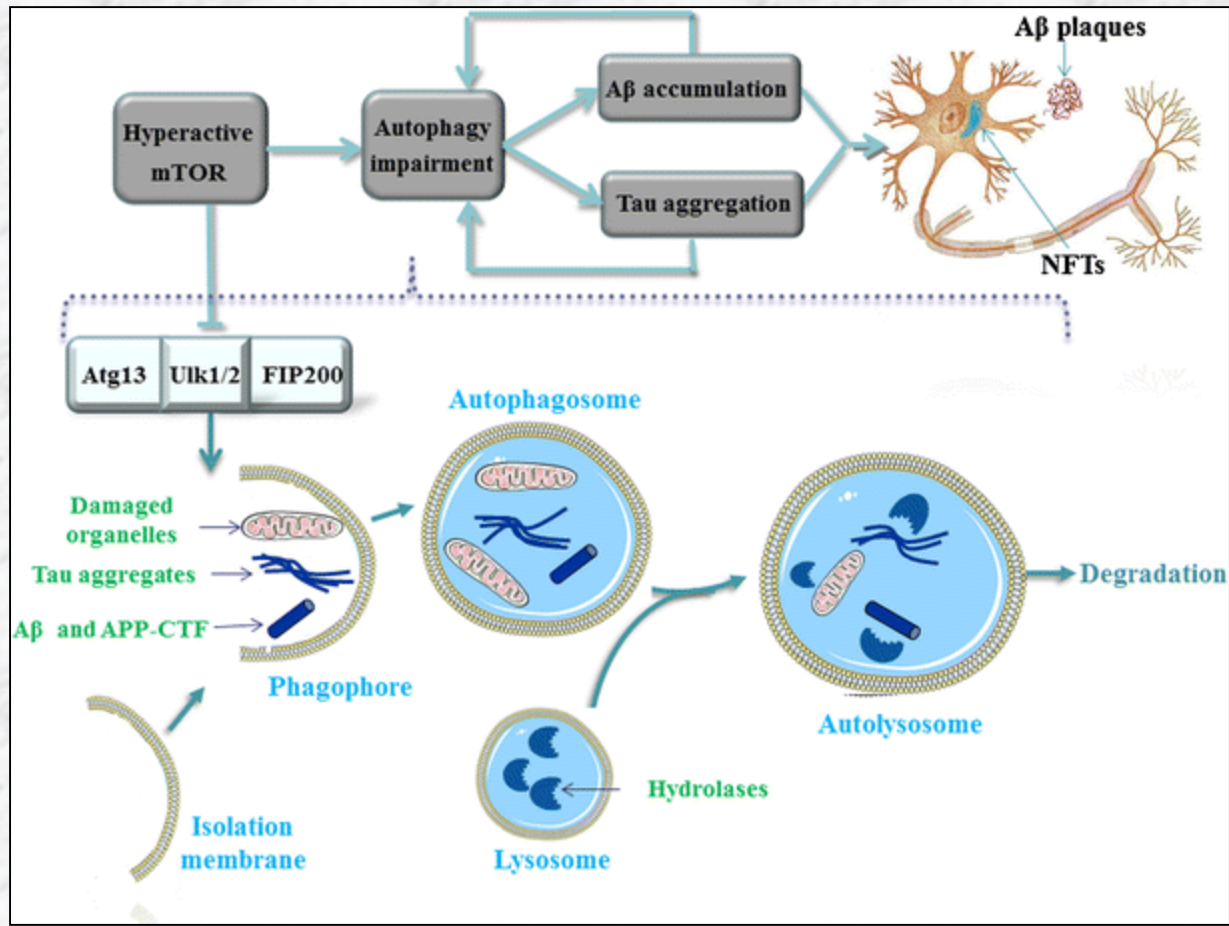 Aβ plaques
Hyperactive
mTOR
Autophagy
impairment
Aβ accumulation
Tau aggregation
NFTs
Atg13
Ulk1/2
FIP200
Autophagosome
Damaged
organelles
Tau aggregates
Aβ and APP-CTF
Phagophore
Degradation
Autolysosome
Hydrolases
Isolation
membrane
Lysosome